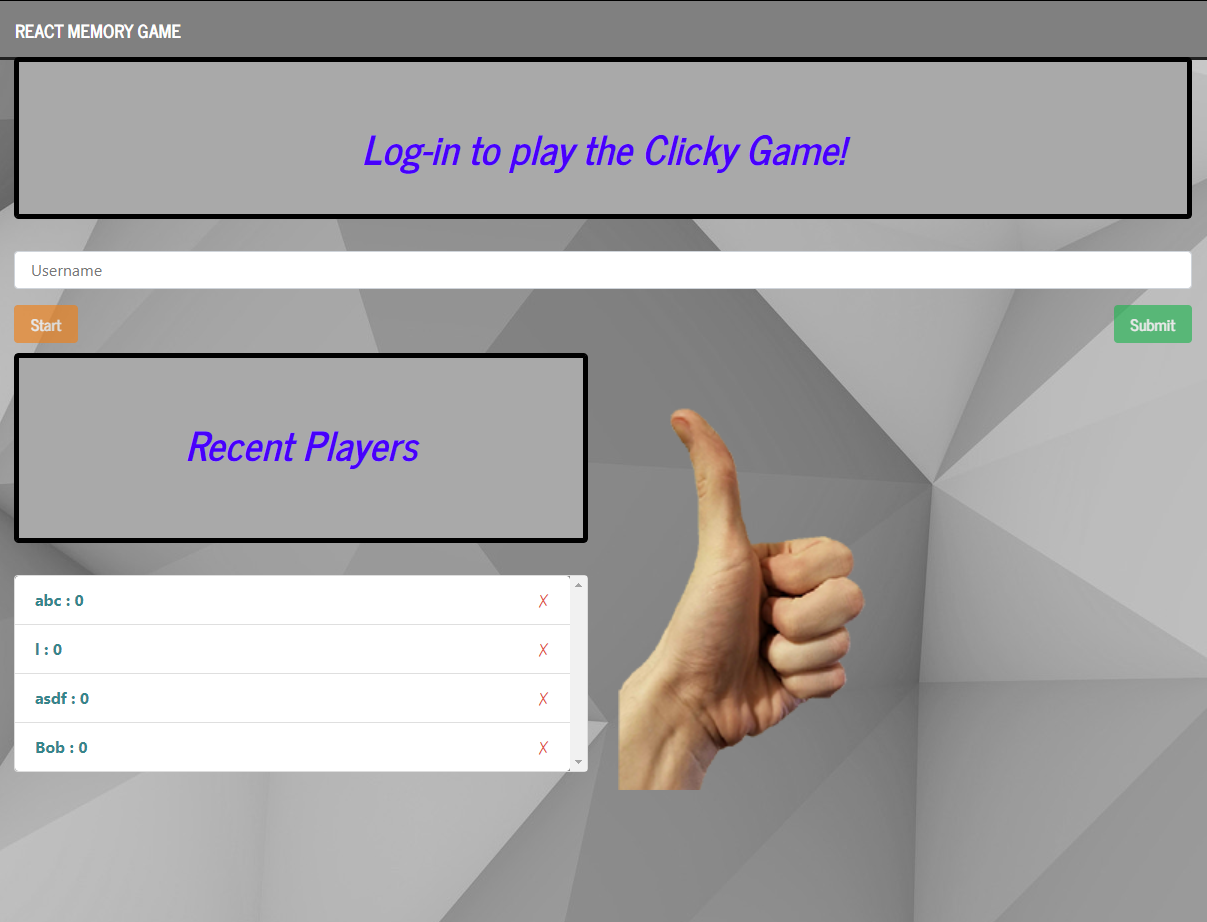 REACT MEMORY GAME
Log-in to play the Clicky Game!
Username
Start
Submit
Recent Players
abc : 0
X
l : 0
X
asdf : 0
X
Bob : 0
X